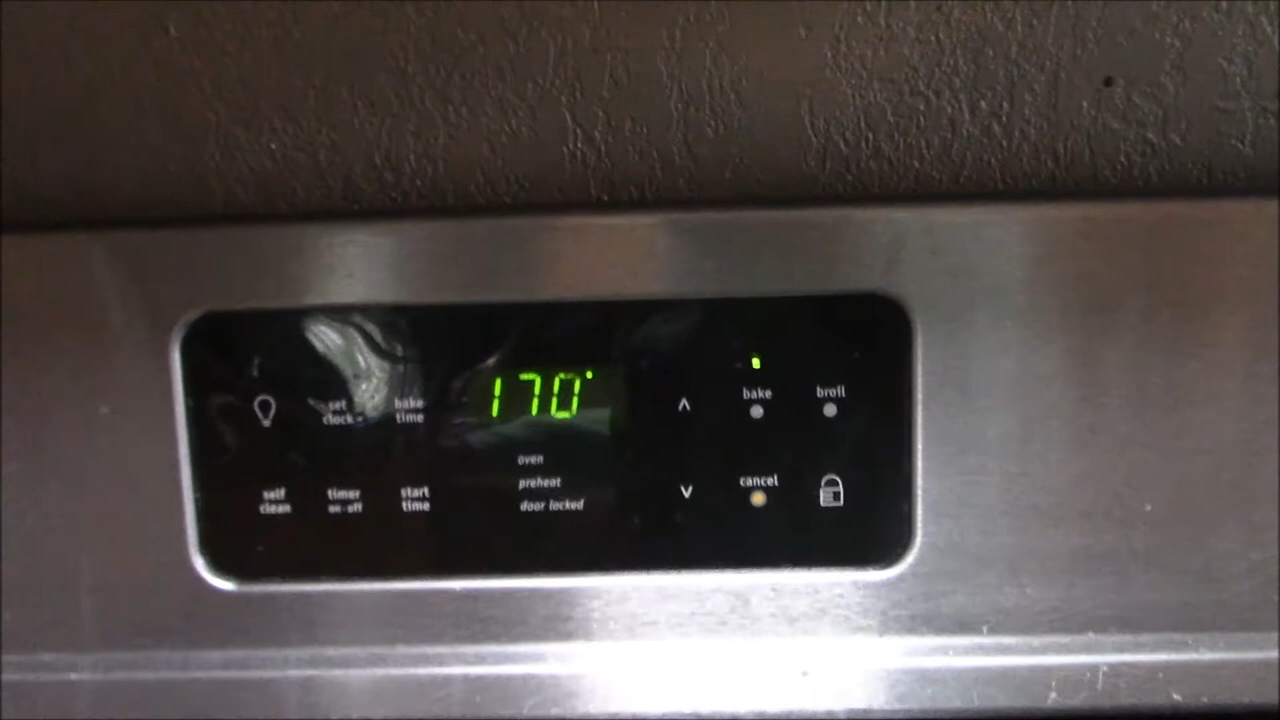 set
clock
bake
time
170°
bake
broil
self
clean
timer
on-off
start
time
oven
preheat
door locked
cancel